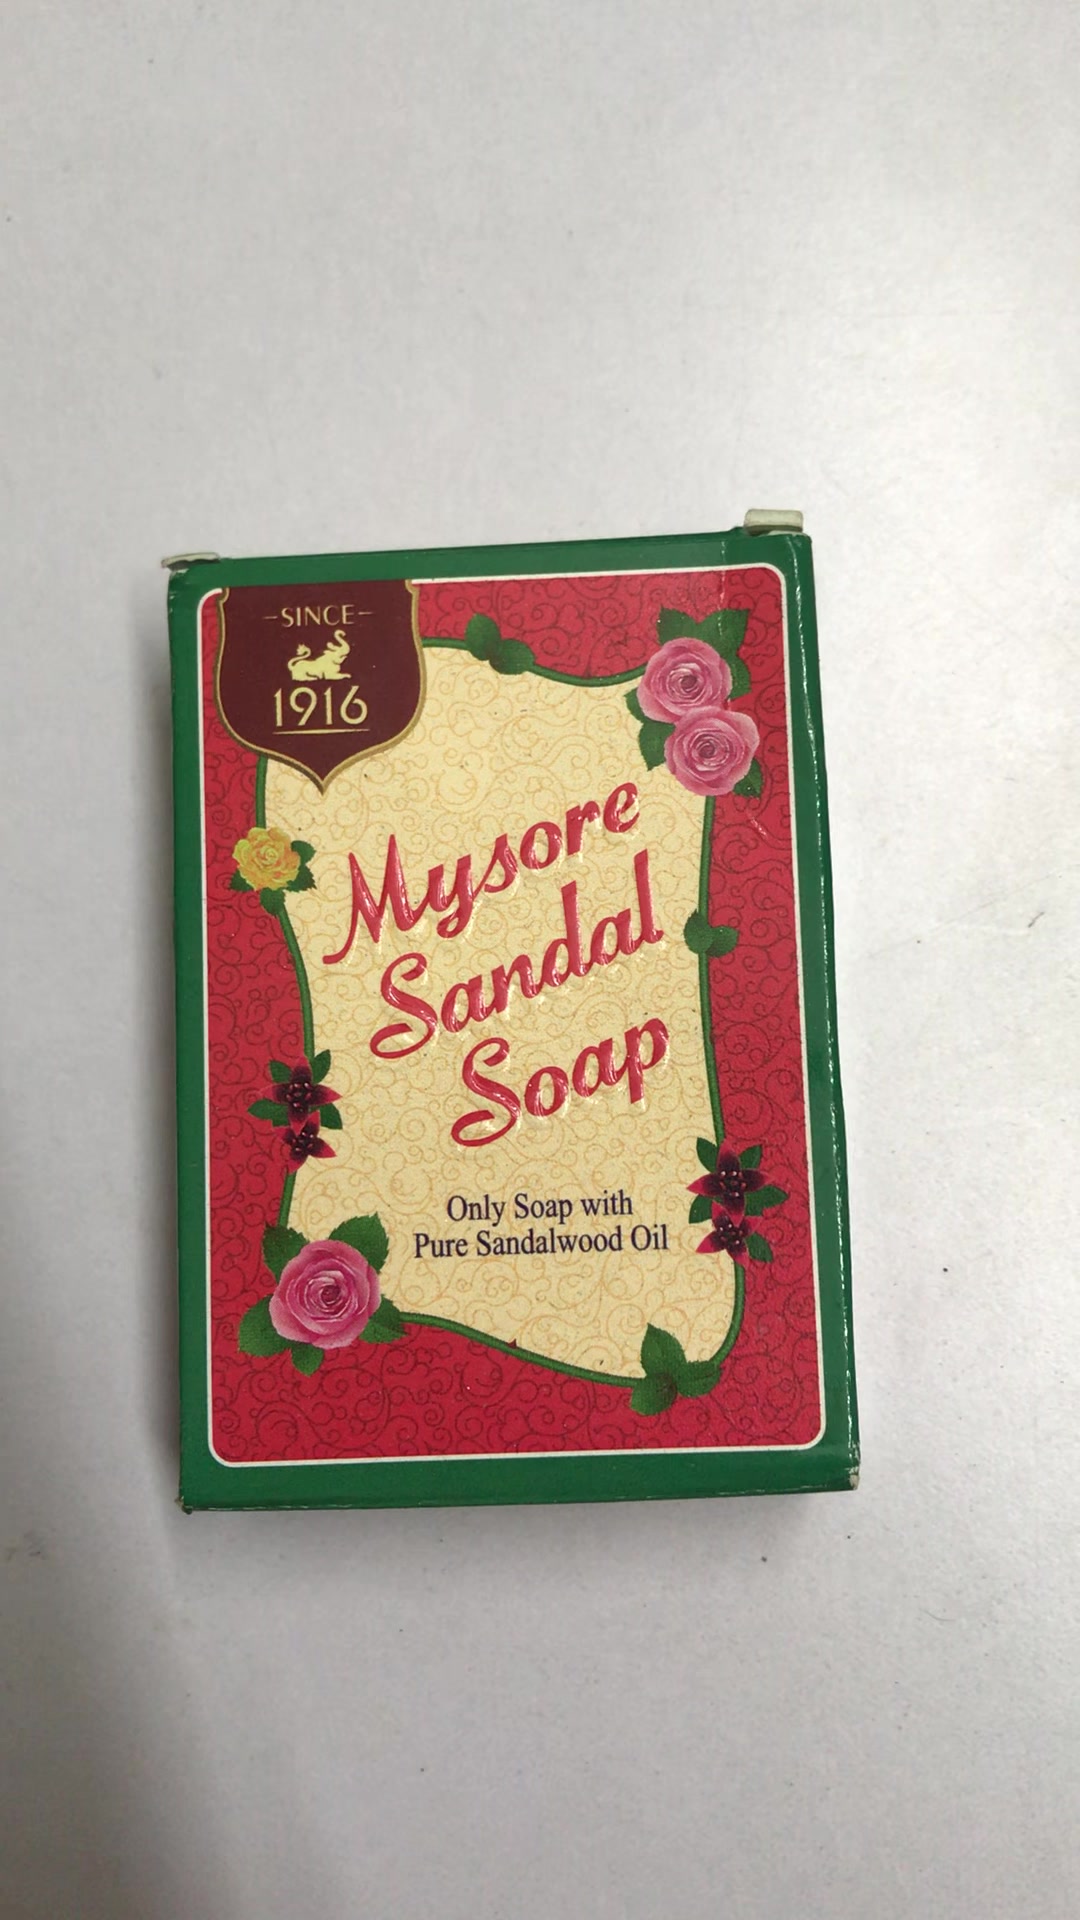 -SINCE-
1916
Mysore
Sandal
Soap
Only Soap with
Pure Sandalwood Oil